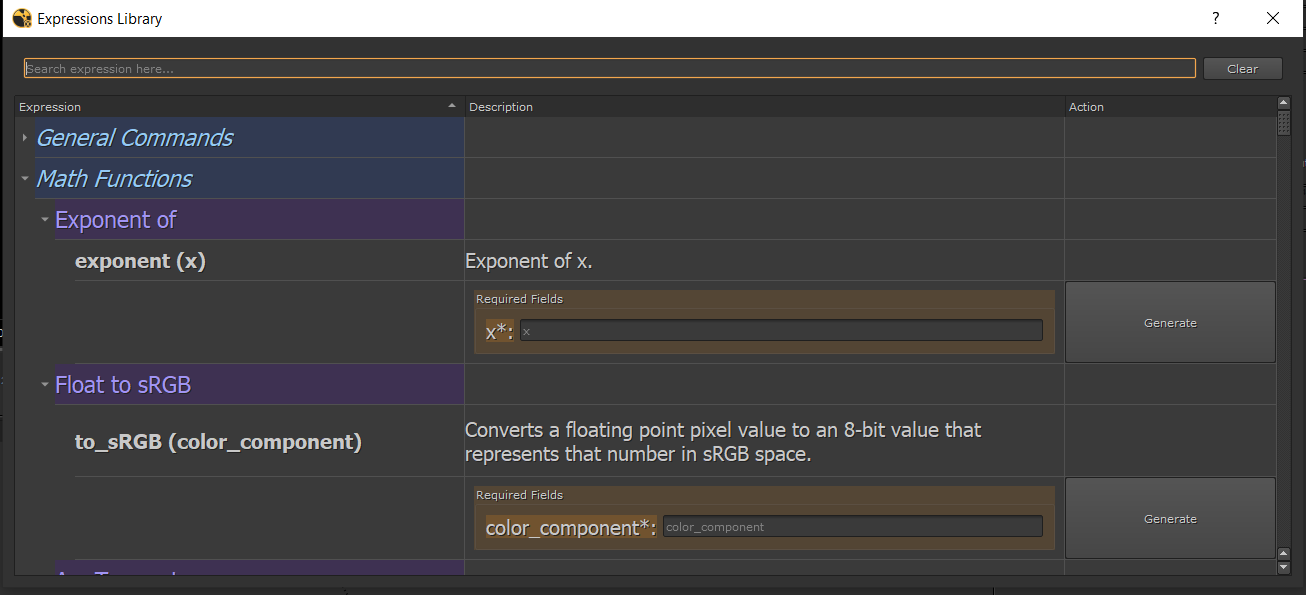 Expressions Library
?
Search expression here...
Clear
Expression
Description
Action
General Commands
Math Functions
Exponent of
exponent (x)
Exponent of x.
Required Fields
x*:
x
Generate
Float to sRGB
to_sRGB (color_component)
Converts a floating point pixel value to an 8-bit value that
represents that number in sRGB space.
Required Fields
color_component*:
color_component
Generate